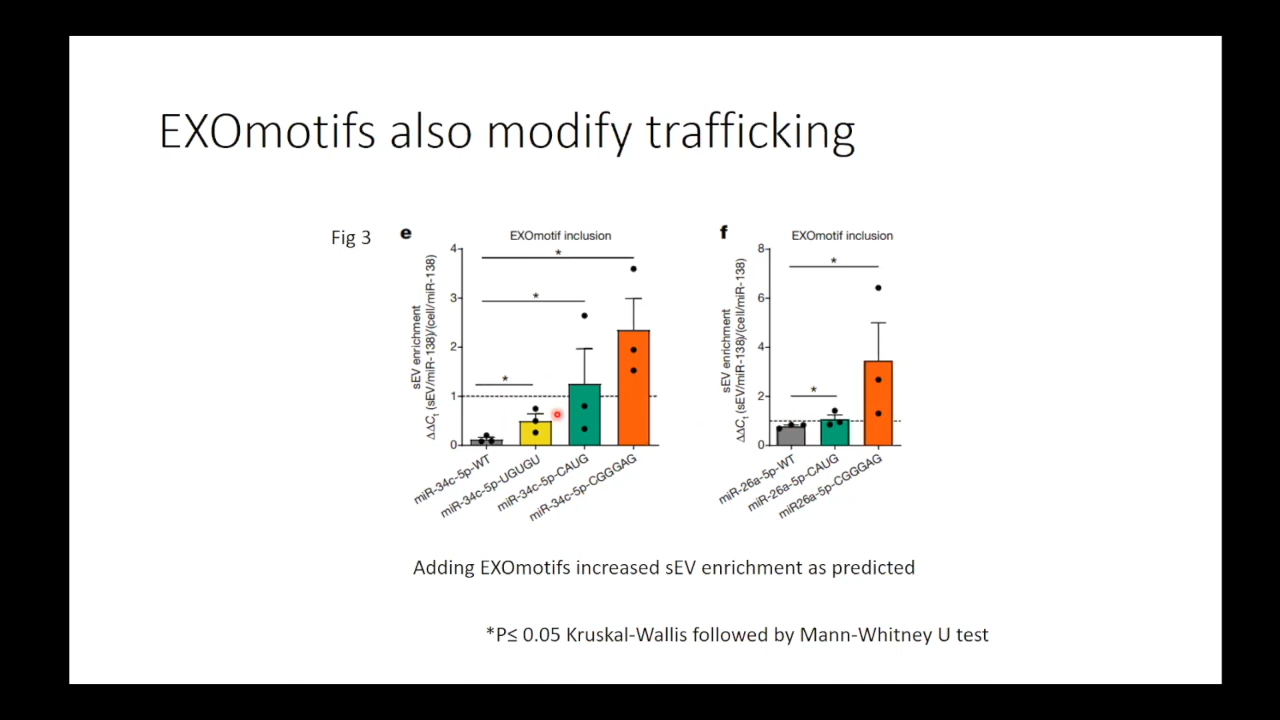 EXOmotifs also modify trafficking
Fig 3
e
EXOmotif inclusion
sEV enrichment
ΔΔCt (sEV/miR-138)/(cell/miR-138)
4
3
2
1
0
*
*
*
miR-34c-5p-WT
miR-34c-5p-UGUGU
miR-34c-5p-CAUG
miR-34c-5p-CGGGAG
f
EXOmotif inclusion
sEV enrichment
ΔΔCt (sEV/miR-138)/(cell/miR-138)
8
6
4
2
0
*
*
miR-26a-5p-WT
miR-26a-5p-CAUG
miR26a-5p-CGGGAG
Adding EXOmotifs increased sEV enrichment as predicted
*P≤ 0.05 Kruskal-Wallis followed by Mann-Whitney U test